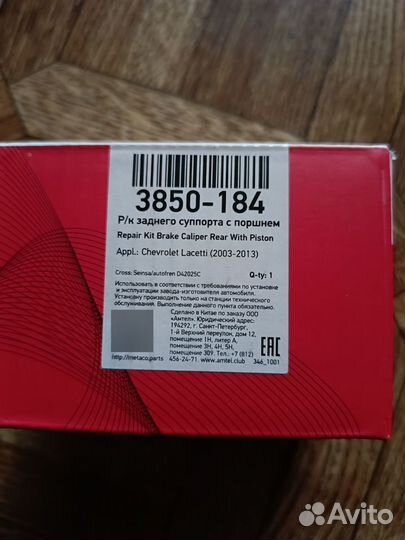 3850-184
Р/к заднего суппорта с поршнем
Repair Kit Brake Caliper Rear With Piston
Appl.: Chevrolet Lacetti (2003-2013)
Cross: Seinsa/autofren D42025C Q-ty: 1
Использовать в соответствии с требованиями по установке
и эксплуатации завода-изготовителя автомобиля.
Установку производить только на станции технического
обслуживания. Выполнение данного пункта обязательно.
Сделано в Китае по заказу ООО
«Амтел». Юридический адрес:
194292, г. Санкт-Петербург,
1-й Верхний переулок, дом 12,
помещение 1Н, литер А,
помещение 3Н, 4Н, 5Н,
помещение 309. Тел.: +7 (812)
http://metaco.parts 456-24-71. www.amtel.club 346_1001
EAC
Avito